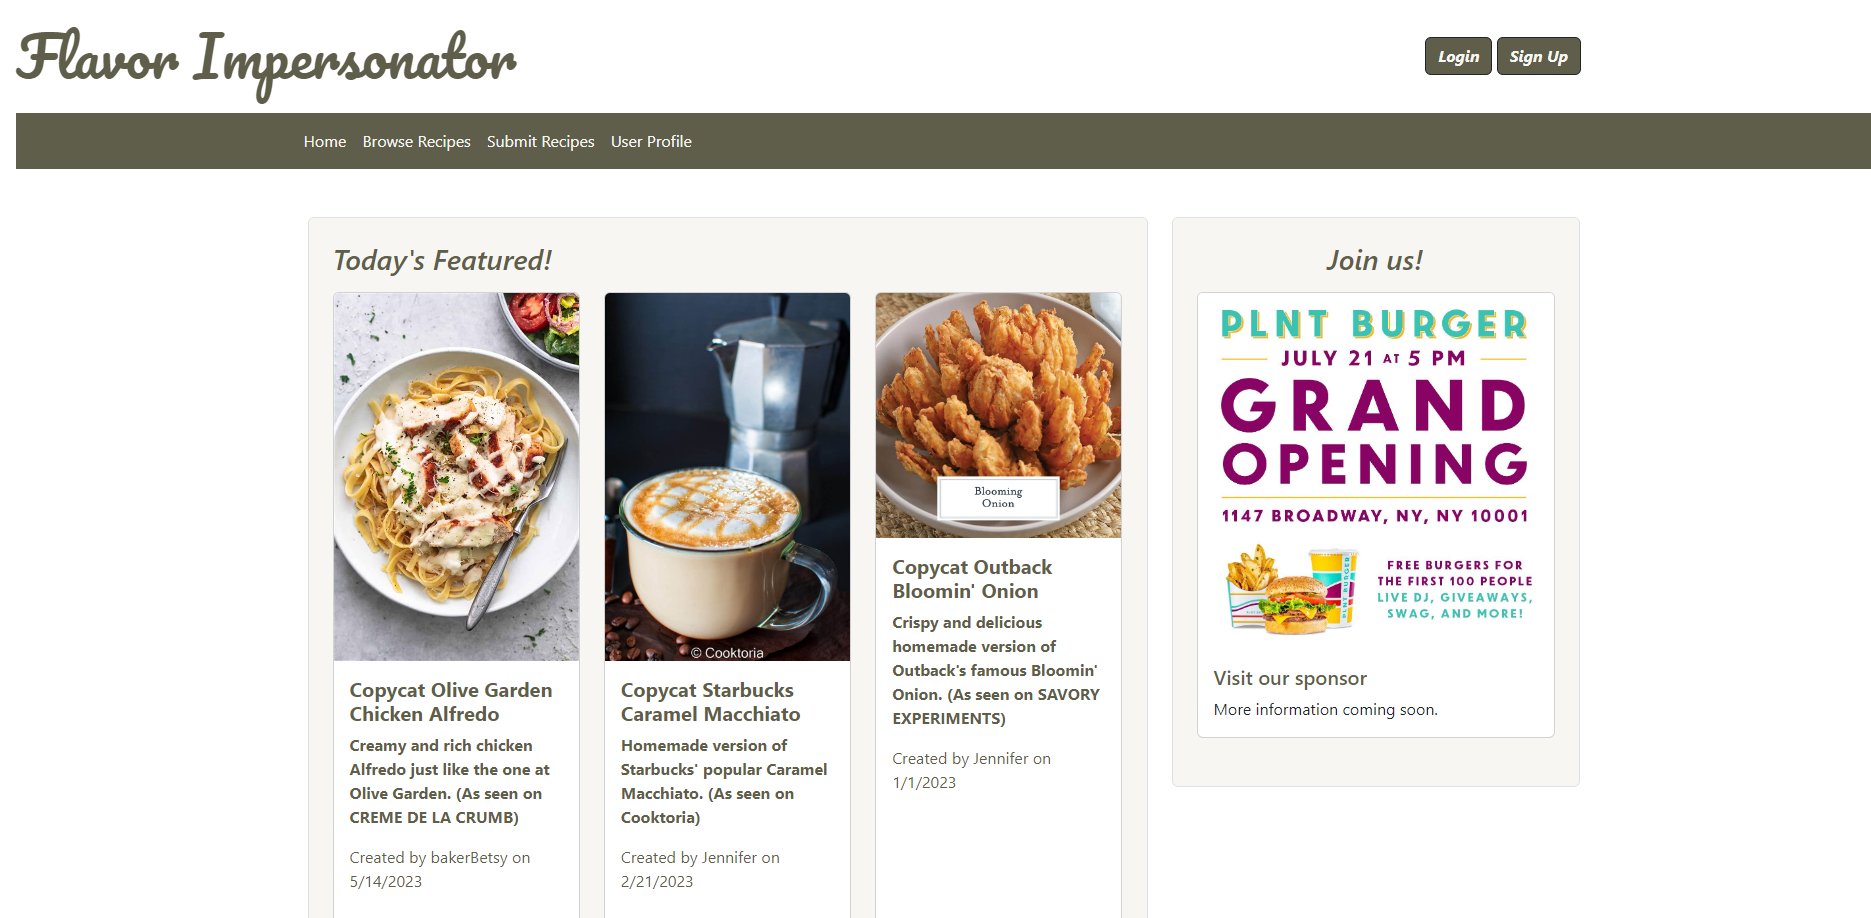 Flavor Impersonator
Login
Sign Up
Home
Browse Recipes
Submit Recipes
User Profile
Today's Featured!
© Cooktoria
Blooming
Onion
Copycat Olive Garden
Chicken Alfredo
Creamy and rich chicken
Alfredo just like the one at
Olive Garden. (As seen on
CREME DE LA CRUMB)
Created by bakerBetsy on
5/14/2023
Copycat Starbucks
Caramel Macchiato
Homemade version of
Starbucks' popular Caramel
Macchiato. (As seen on
Cooktoria)
Created by Jennifer on
2/21/2023
Copycat Outback
Bloomin' Onion
Crispy and delicious
homemade version of
Outback's famous Bloomin'
Onion. (As seen on SAVORY
EXPERIMENTS)
Created by Jennifer on
1/1/2023
Join us!
PLNT BURGER
JULY 21 AT 5 PM
GRAND
OPENING
1147 BROADWAY, NY, NY 10001
PLNT BURGER
FREE BURGERS FOR
THE FIRST 100 PEOPLE
LIVE DJ, GIVEAWAYS,
SWAG, AND MORE!
Visit our sponsor
More information coming soon.